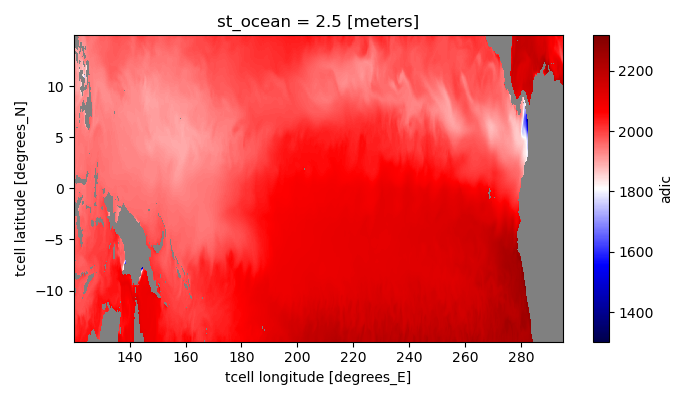 st_ocean = 2.5 [meters]
10
5
0
−5
−10
tcell latitude [degrees_N]
140 160 180 200 220 240 260 280
tcell longitude [degrees_E]
2200
2000
1800
1600
1400
adic